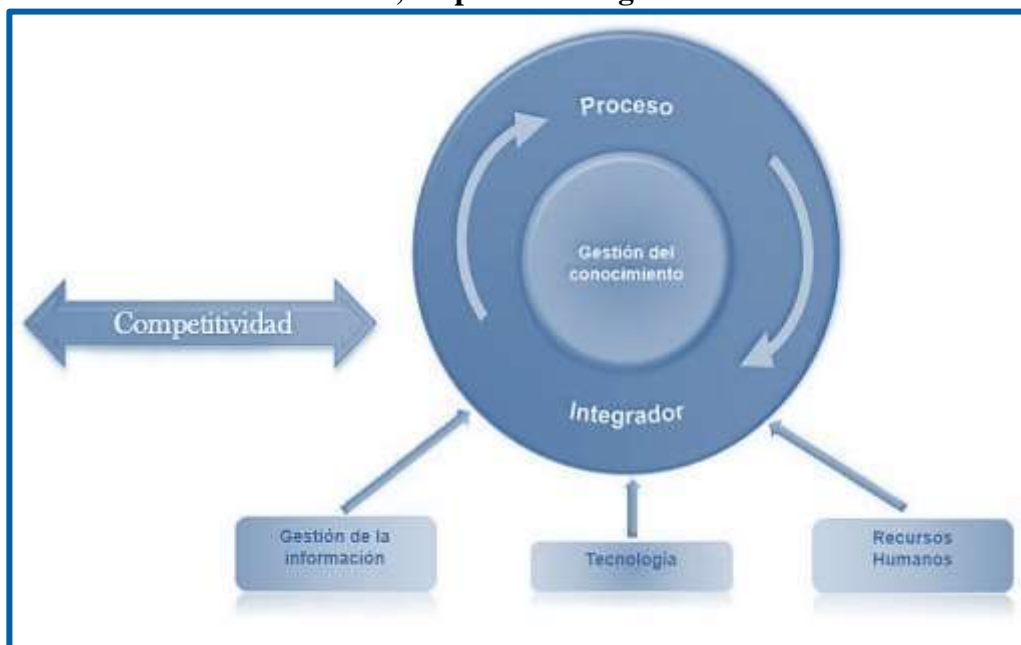 Proceso
Gestión del
conocimiento
Competitividad
Integrador
Gestión de la
información
Tecnología
Recursos
Humanos